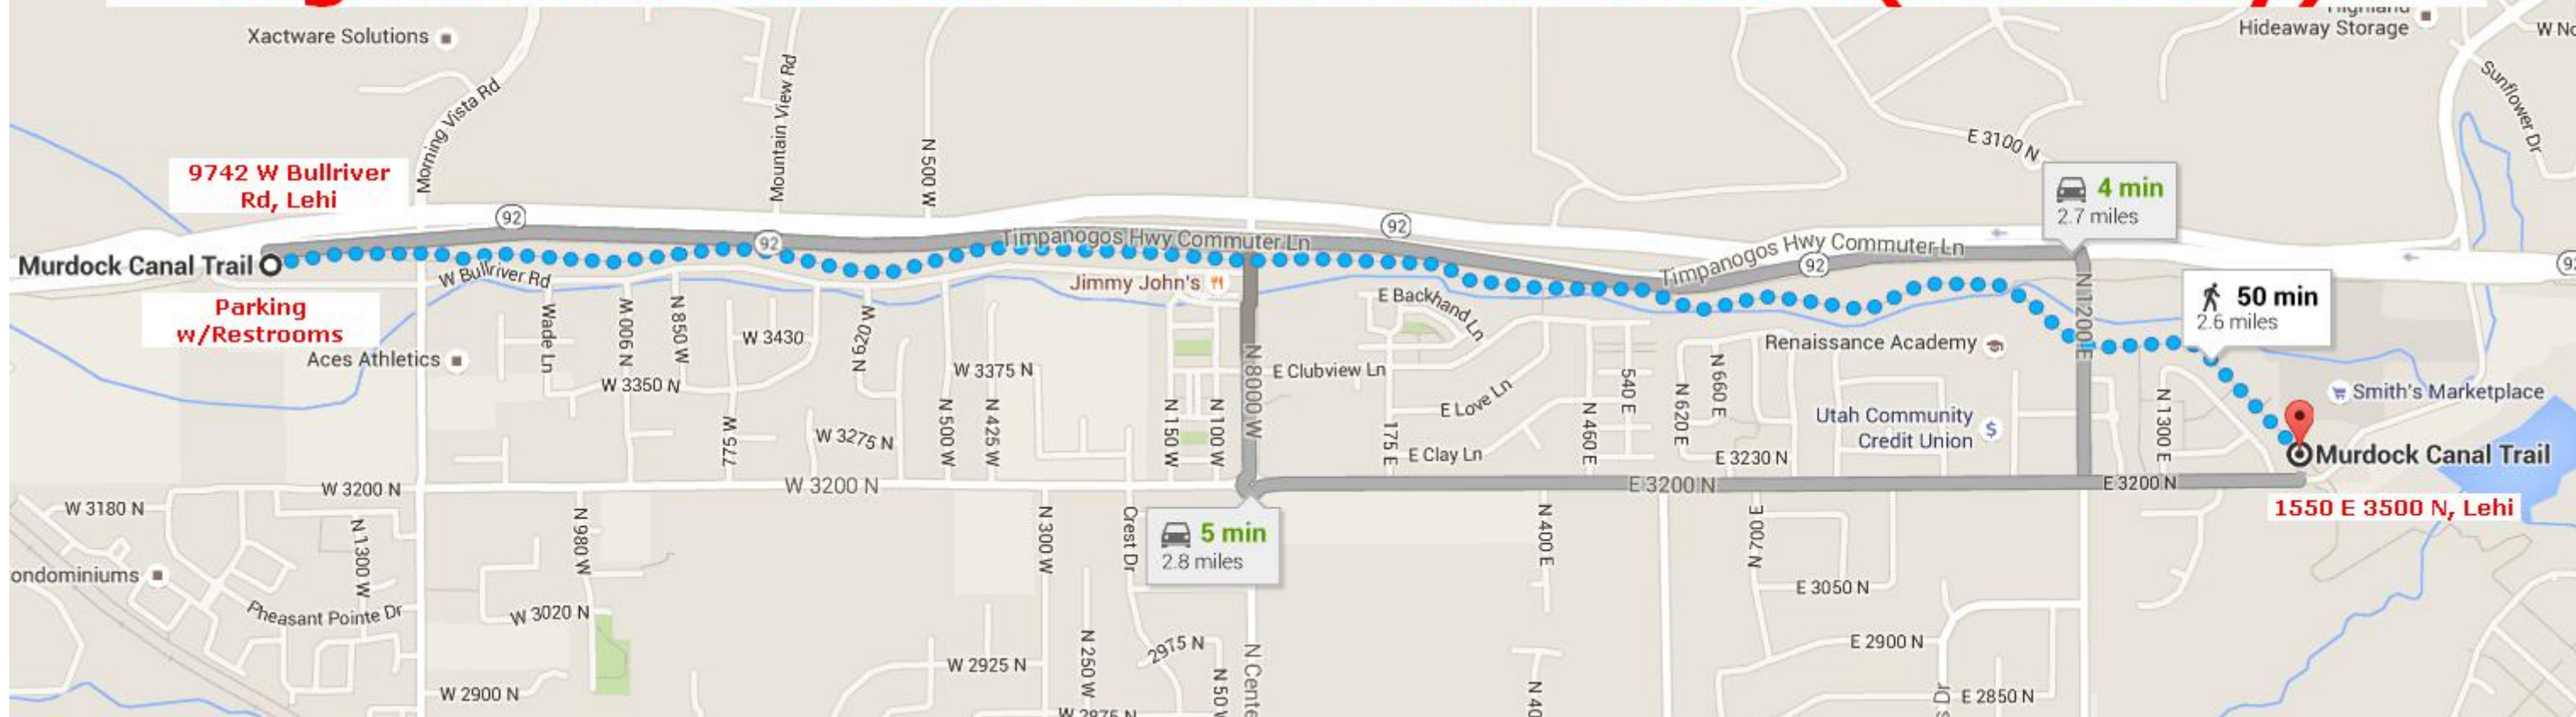 Hideaway Storage
W No
Xactware Solutions
Morning Vista Rd
Mountain View Rd
N 500 W
Sunflower Dr
E 3100 N
9742 W Bullriver
Rd, Lehi
4 min
2.7 miles
92
92
92
92
Timpanogos Hwy Commuter Ln
Timpanogos Hwy Commuter Ln
Murdock Canal Trail
W Bullriver Rd
Jimmy John's
E Backhand Ln
N 1200 E
50 min
2.6 miles
Parking
w/Restrooms
Aces Athletics
Wade Ln
N 900 W
N 850 W
W 3430
N 620 W
W 3350 N
W 3375 N
N 8000 W
E Clubview Ln
E Love Ln
540 E
N 660 E
N 620 E
Renaissance Academy
Smith's Marketplace
775 W
W 3275 N
N 500 W
N 425 W
N 150 W
N 100 W
175 E
E Clay Ln
N 460 E
E 3230 N
Utah Community
Credit Union
N 1300 E
Murdock Canal Trail
W 3200 N
W 3200 N
E 3200 N
E 3200 N
1550 E 3500 N, Lehi
W 3180 N
N 1300 W
N 980 W
N 300 W
Crest Dr
5 min
2.8 miles
N 400 E
N 700 E
ondominiums
Pheasant Pointe Dr
W 3020 N
E 3050 N
W 2925 N
N 250 W
2975 N
N 50 W
N Cente
E 2900 N
W 2900 N
N 40
E 2850 N
W 2875 N